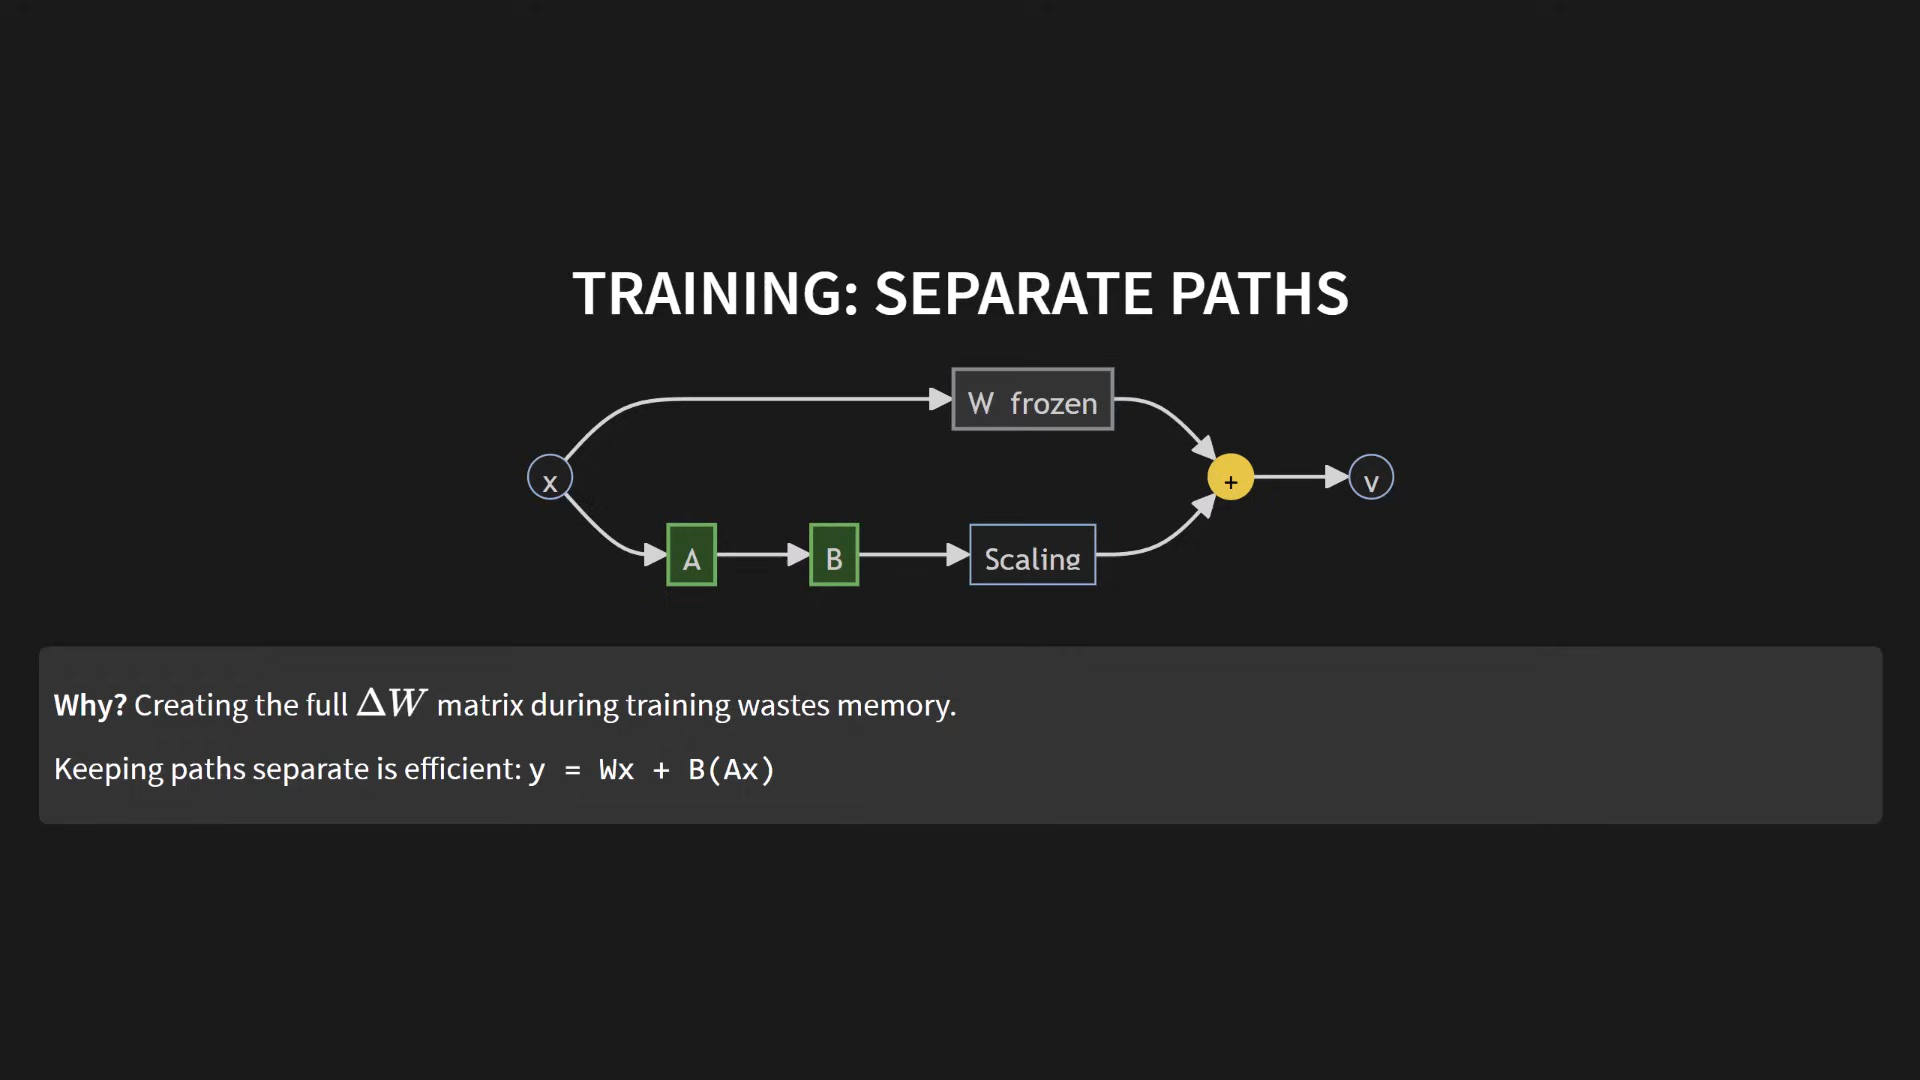 TRAINING: SEPARATE PATHS
W frozen
x
+
v
A
B
Scaling
Why? Creating the full ΔW matrix during training wastes memory.
Keeping paths separate is efficient: y = Wx + B(Ax)